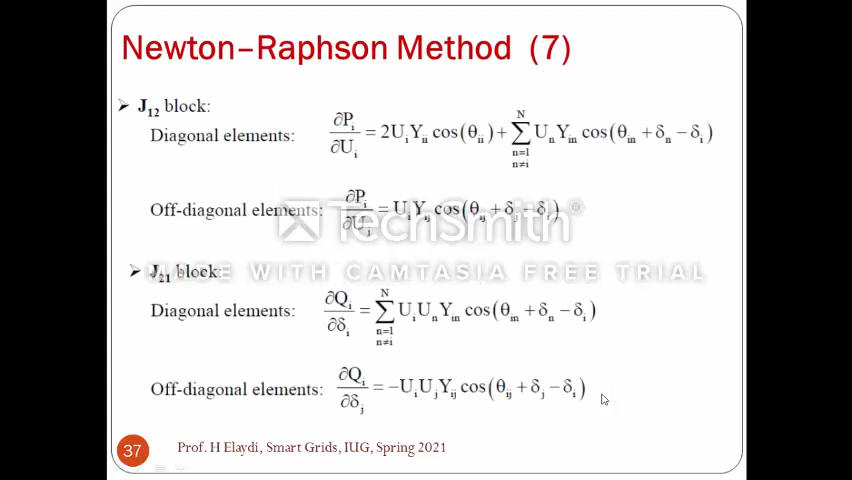 Newton–Raphson Method (7)
➢ J₁₂ block:
Diagonal elements: ∂Pᵢ/∂Uᵢ = 2UᵢYᵢᵢ cos(θᵢᵢ) + ∑_{n=1, n≠i}^{N} UₙYᵢₙ cos(θᵢₙ + δₙ − δᵢ)
Off-diagonal elements: ∂Pᵢ/∂Uⱼ = UᵢYᵢⱼ cos(θᵢⱼ + δⱼ − δᵢ)
TechSmith®
MADE WITH CAMTASIA FREE TRIAL
➢ J₂₁ block:
Diagonal elements: ∂Qᵢ/∂δᵢ = ∑_{n=1, n≠i}^{N} UᵢUₙYᵢₙ cos(θᵢₙ + δₙ − δᵢ)
Off-diagonal elements: ∂Qᵢ/∂δⱼ = −UᵢUⱼYᵢⱼ cos(θᵢⱼ + δⱼ − δᵢ)
37 Prof. H Elaydi, Smart Grids, IUG, Spring 2021